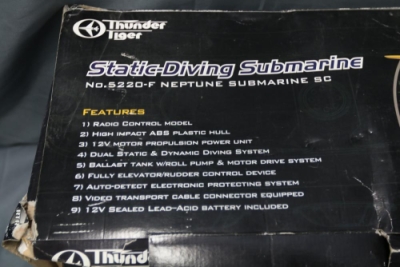 Thunder
Tiger
Static-Diving Submarine
No.5220-F NEPTUNE SUBMARINE SC
FEATURES
1) RADIO CONTROL MODEL
2) HIGH IMPACT ABS PLASTIC HULL
3) 12V MOTOR PROPULSION POWER UNIT
4) DUAL STATIC & DYNAMIC DIVING SYSTEM
5) BALLAST TANK W/ROLL PUMP & MOTOR DRIVE SYSTEM
6) FULLY ELEVATOR/RUDDER CONTROL DEVICE
7) AUTO-DETECT ELECTRONIC PROTECTING SYSTEM
8) VIDEO TRANSPORT CABLE CONNECTOR EQUIPPED
9) 12V SEALED LEAD-ACID BATTERY INCLUDED
Thunder